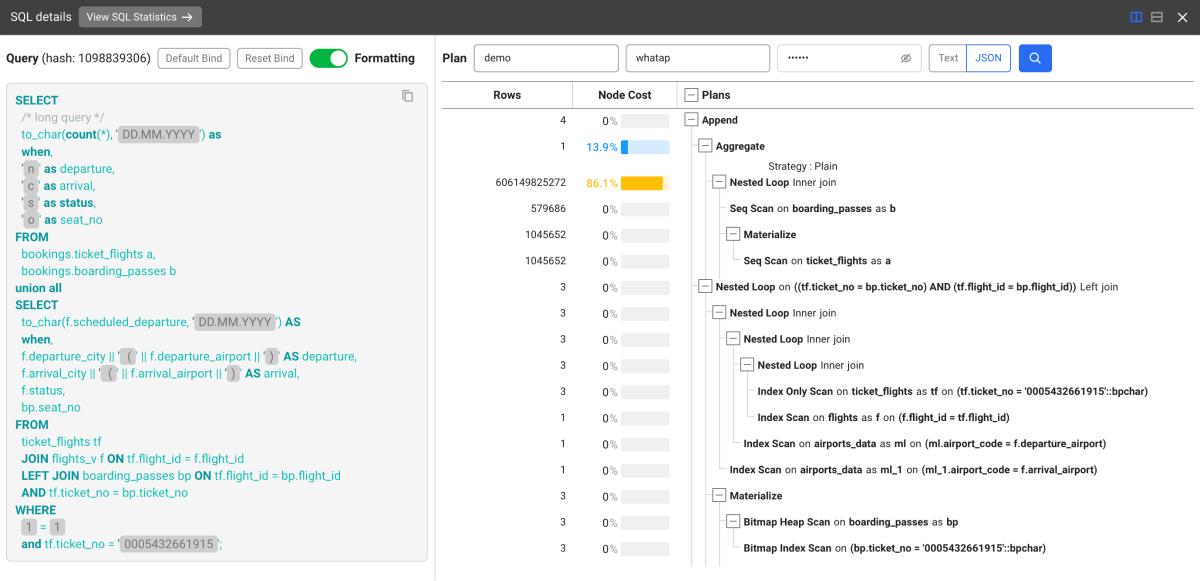 SQL details View SQL Statistics →
Query (hash: 1098839306) Default Bind Reset Bind Formatting
SELECT
/* long query */
to_char(count(*), 'DD.MM.YYYY') as
when,
'n' as departure,
'c' as arrival,
's' as status,
'o' as seat_no
FROM
bookings.ticket_flights a,
bookings.boarding_passes b
union all
SELECT
to_char(f.scheduled_departure, 'DD.MM.YYYY') AS
when,
f.departure_city || '(' || f.departure_airport || ')' AS departure,
f.arrival_city || '(' || f.arrival_airport || ')' AS arrival,
f.status,
bp.seat_no
FROM
ticket_flights tf
JOIN flights_v f ON tf.flight_id = f.flight_id
LEFT JOIN boarding_passes bp ON tf.flight_id = bp.flight_id
AND tf.ticket_no = bp.ticket_no
WHERE
1 = 1
and tf.ticket_no = '0005432661915';
Plan demo whatap •••••• Text JSON
Rows Node Cost Plans
4 0% Append
1 13.9% Aggregate
Strategy : Plain
606149825272 86.1% Nested Loop Inner join
579686 0% Seq Scan on boarding_passes as b
1045652 0% Materialize
1045652 0% Seq Scan on ticket_flights as a
3 0% Nested Loop on ((tf.ticket_no = bp.ticket_no) AND (tf.flight_id = bp.flight_id)) Left join
3 0% Nested Loop Inner join
3 0% Nested Loop Inner join
3 0% Nested Loop Inner join
3 0% Index Only Scan on ticket_flights as tf on (tf.ticket_no = '0005432661915'::bpchar)
1 0% Index Scan on flights as f on (f.flight_id = tf.flight_id)
1 0% Index Scan on airports_data as ml on (ml.airport_code = f.departure_airport)
1 0% Index Scan on airports_data as ml_1 on (ml_1.airport_code = f.arrival_airport)
3 0% Materialize
3 0% Bitmap Heap Scan on boarding_passes as bp
3 0% Bitmap Index Scan on (bp.ticket_no = '0005432661915'::bpchar)